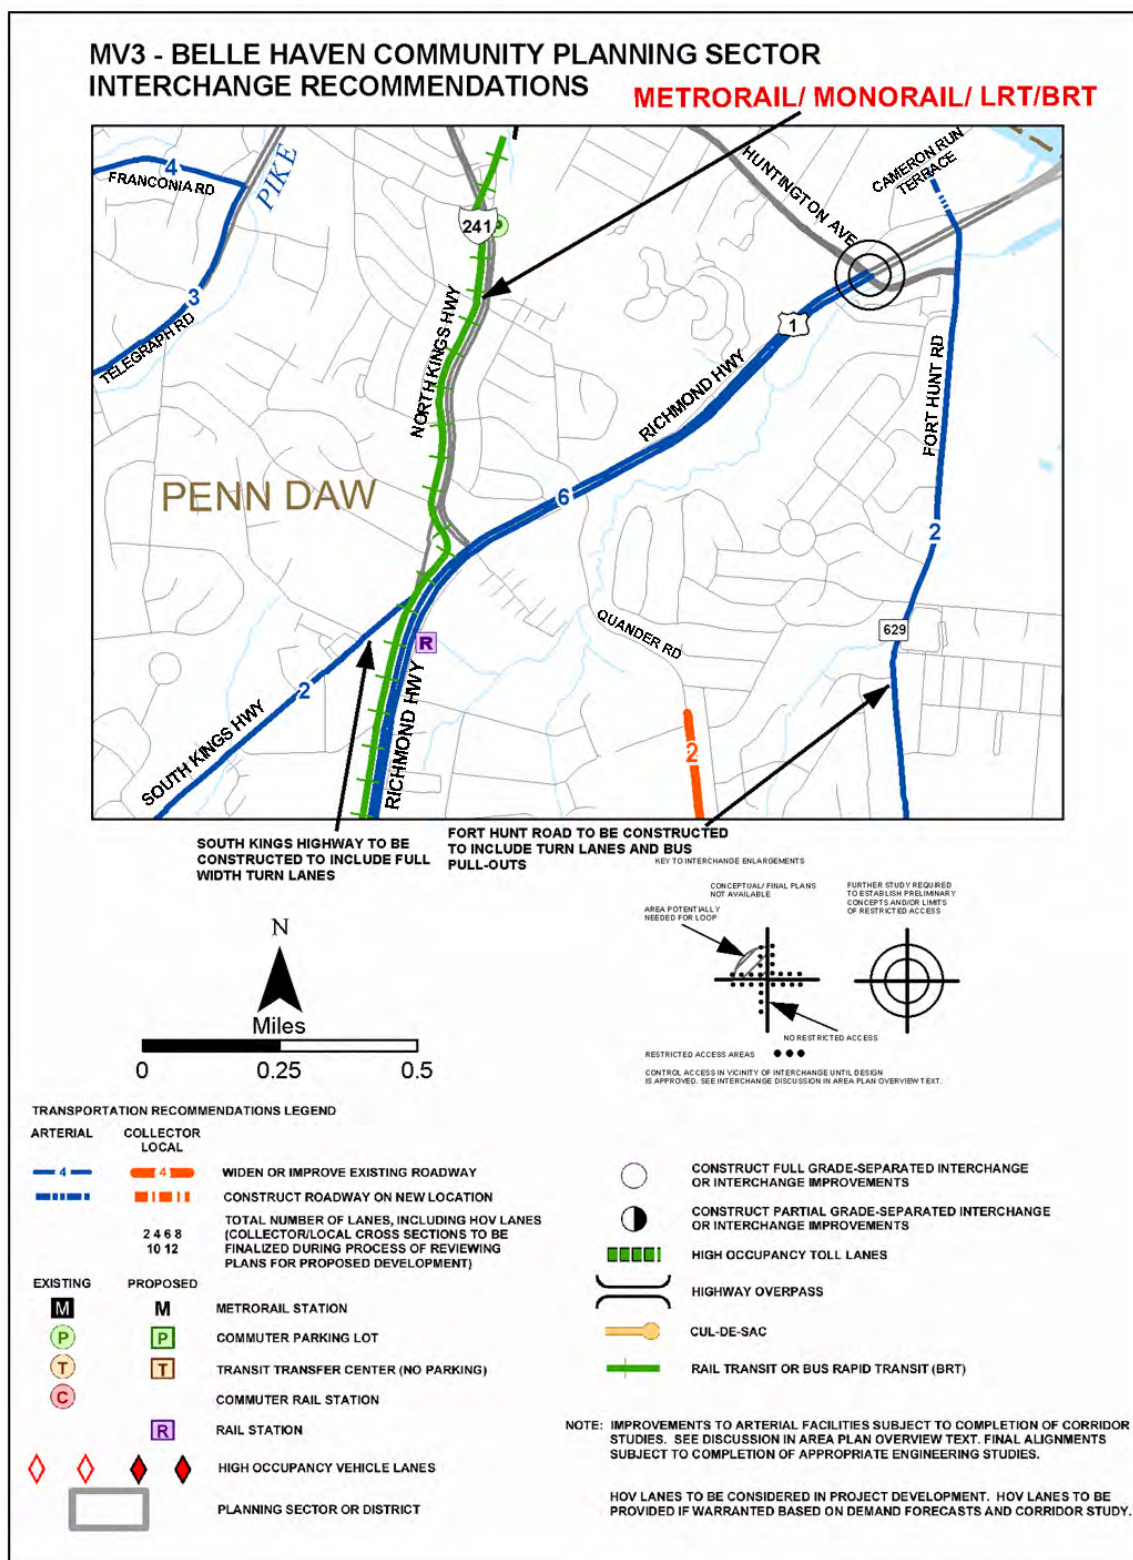 MV3 - BELLE HAVEN COMMUNITY PLANNING SECTOR
INTERCHANGE RECOMMENDATIONS
METRORAIL/ MONORAIL/ LRT/BRT
4
FRANCONIA RD
PIKE
241
P
HUNTINGTON AVE
CAMERON RUN
TERRACE
3
TELEGRAPH RD
NORTH KINGS HWY
1
RICHMOND HWY
FORT HUNT RD
PENN DAW
6
2
QUANDER RD
629
R
2
SOUTH KINGS HWY
RICHMOND HWY
2
SOUTH KINGS HIGHWAY TO BE
CONSTRUCTED TO INCLUDE FULL
WIDTH TURN LANES
FORT HUNT ROAD TO BE CONSTRUCTED
TO INCLUDE TURN LANES AND BUS
PULL-OUTS
KEY TO INTERCHANGE ENLARGEMENTS
CONCEPTUAL/ FINAL PLANS
NOT AVAILABLE
FURTHER STUDY REQUIRED
TO ESTABLISH PRELIMINARY
CONCEPTS AND/OR LIMITS
OF RESTRICTED ACCESS
AREA POTENTIALLY
NEEDED FOR LOOP
NO RESTRICTED ACCESS
RESTRICTED ACCESS AREAS
CONTROL ACCESS IN VICINITY OF INTERCHANGE UNTIL DESIGN
IS APPROVED. SEE INTERCHANGE DISCUSSION IN AREA PLAN OVERVIEW TEXT.
N
Miles
0 0.25 0.5
TRANSPORTATION RECOMMENDATIONS LEGEND
ARTERIAL COLLECTOR
LOCAL
4 4 WIDEN OR IMPROVE EXISTING ROADWAY
CONSTRUCT ROADWAY ON NEW LOCATION
2 4 6 8
10 12
TOTAL NUMBER OF LANES, INCLUDING HOV LANES
(COLLECTOR/LOCAL CROSS SECTIONS TO BE
FINALIZED DURING PROCESS OF REVIEWING
PLANS FOR PROPOSED DEVELOPMENT)
EXISTING PROPOSED
M M METRORAIL STATION
P P COMMUTER PARKING LOT
T T TRANSIT TRANSFER CENTER (NO PARKING)
C COMMUTER RAIL STATION
R RAIL STATION
HIGH OCCUPANCY VEHICLE LANES
PLANNING SECTOR OR DISTRICT
CONSTRUCT FULL GRADE-SEPARATED INTERCHANGE
OR INTERCHANGE IMPROVEMENTS
CONSTRUCT PARTIAL GRADE-SEPARATED INTERCHANGE
OR INTERCHANGE IMPROVEMENTS
HIGH OCCUPANCY TOLL LANES
HIGHWAY OVERPASS
CUL-DE-SAC
RAIL TRANSIT OR BUS RAPID TRANSIT (BRT)
NOTE: IMPROVEMENTS TO ARTERIAL FACILITIES SUBJECT TO COMPLETION OF CORRIDOR
STUDIES. SEE DISCUSSION IN AREA PLAN OVERVIEW TEXT. FINAL ALIGNMENTS
SUBJECT TO COMPLETION OF APPROPRIATE ENGINEERING STUDIES.
HOV LANES TO BE CONSIDERED IN PROJECT DEVELOPMENT. HOV LANES TO BE
PROVIDED IF WARRANTED BASED ON DEMAND FORECASTS AND CORRIDOR STUDY.